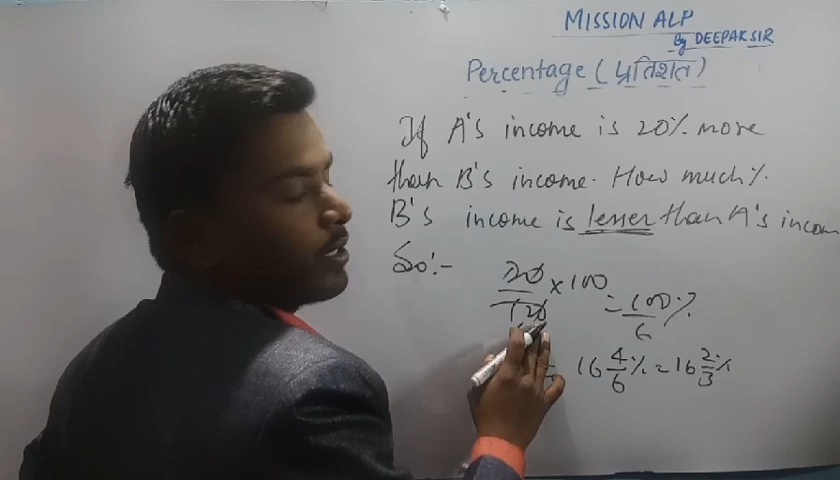 MISSION ALP
By DEEPAK SIR
Percentage (प्रतिशत)
If A's income is 20% more
than B's income. How much%
B's income is lesser than A's incom
So:-
20/120 × 100 = 100/6 %
= 16 4/6 % = 16 2/3 %